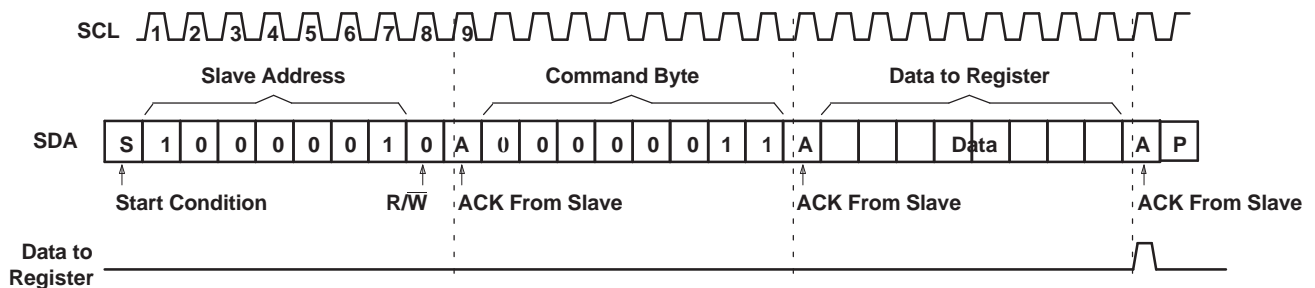 SCL 1 2 3 4 5 6 7 8 9
Slave Address Command Byte Data to Register
SDA S 1 0 0 0 0 0 1 0 A 0 0 0 0 0 0 1 1 A Data A P
Start Condition R/W̅ ACK From Slave ACK From Slave ACK From Slave
Data to
Register